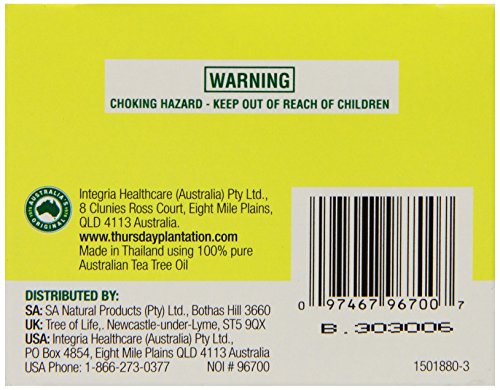 WARNING
CHOKING HAZARD - KEEP OUT OF REACH OF CHILDREN
AUSTRALIA'S
ORIGINAL
Integria Healthcare (Australia) Pty Ltd.,
8 Clunies Ross Court, Eight Mile Plains,
QLD 4113 Australia.
www.thursdayplantation.com
Made in Thailand using 100% pure
Australian Tea Tree Oil
0 97467 96700 7
B.303006
DISTRIBUTED BY:
SA: SA Natural Products (Pty) Ltd., Bothas Hill 3660
UK: Tree of Life,. Newcastle-under-Lyme, ST5 9QX
USA: Integria Healthcare (Australia) Pty Ltd.,
PO Box 4854, Eight Mile Plains QLD 4113 Australia
USA Phone: 1-866-273-0377 NOI # 96700
1501880-3